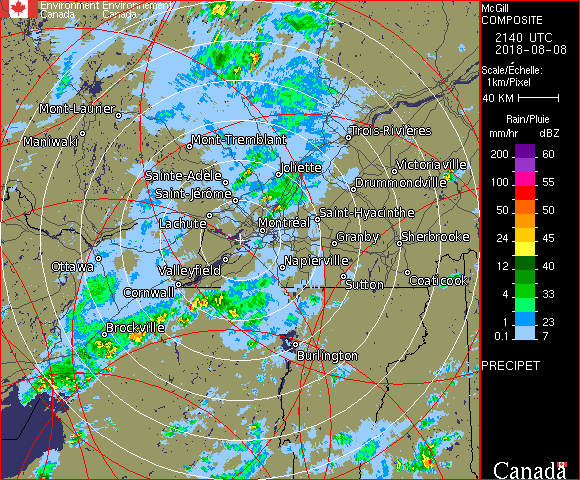 Environment Environnement
Canada Canada
McGill
COMPOSITE
2140 UTC
2018-08-08
Scale/Échelle:
1km/Pixel
40 KM
Rain/Pluie
mm/hr dBZ
200 60
100 55
50 50
24 45
12 40
4 33
1 23
0.1 7
PRECIPET
Canada
Mont-Laurier
Maniwaki
Mont-Tremblant
Trois-Rivières
Joliette
Victoriaville
Sainte-Adèle
Drummondville
Saint-Jérôme
Saint-Hyacinthe
Lachute
Montréal
Granby
Sherbrooke
Ottawa
Valleyfield
Napierville
Cornwall
Sutton
Coaticook
Brockville
Burlington